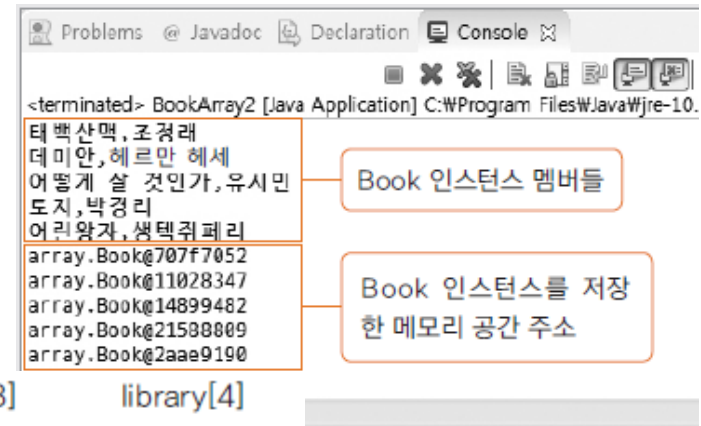 Problems @ Javadoc Declaration Console
<terminated> BookArray2 [Java Application] C:₩Program Files₩Java₩jre-10.
태백산맥,조정래
데미안,헤르만 헤세
어떻게 살 것인가,유시민
도지,박경리
어린왕자,생텍쥐페리
Book 인스턴스 멤버들
array.Book@707f7052
array.Book@11028347
array.Book@14899482
array.Book@21588809
array.Book@2aae9190
Book 인스턴스를 저장
한 메모리 공간 주소
3] library[4]